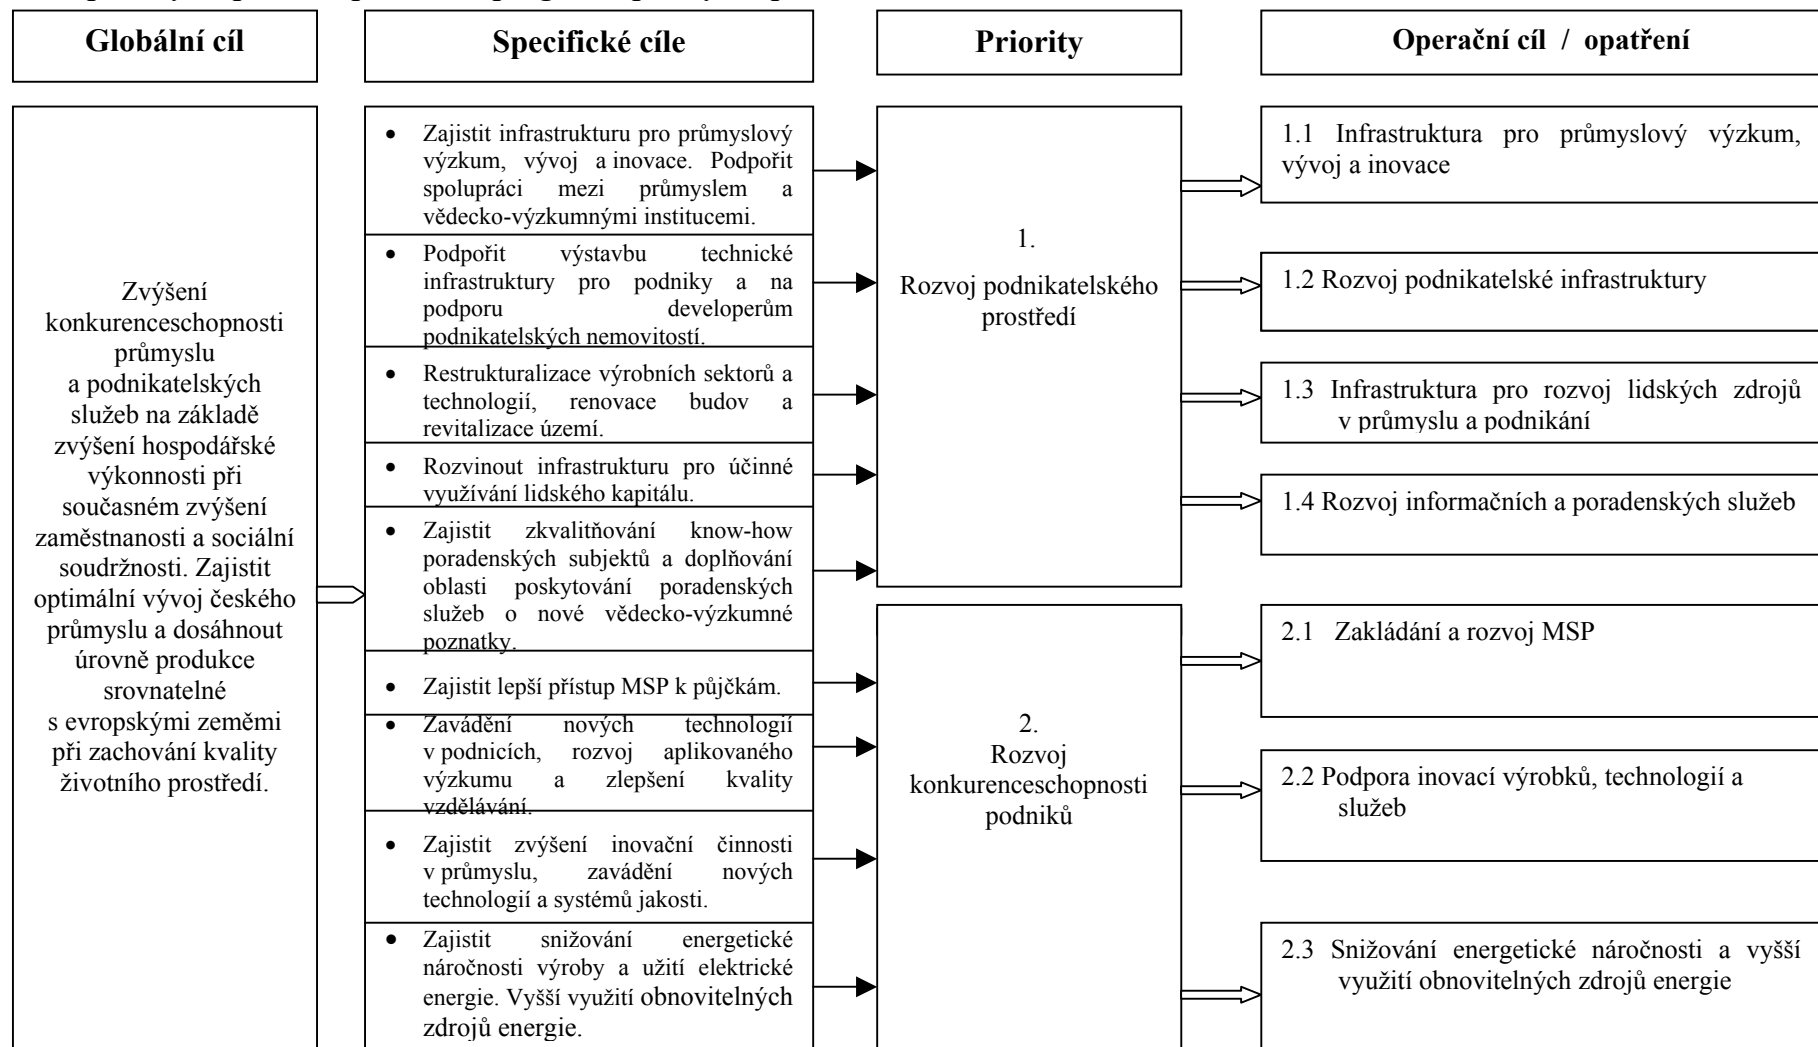 Globální cíl
Specifické cíle
Priority
Operační cíl / opatření
Zvýšení
konkurenceschopnosti
průmyslu
a podnikatelských
služeb na základě
zvýšení hospodářské
výkonnosti při
současném zvýšení
zaměstnanosti a sociální
soudržnosti. Zajistit
optimální vývoj českého
průmyslu a dosáhnout
úrovně produkce
srovnatelné
s evropskými zeměmi
při zachování kvality
životního prostředí.
• Zajistit infrastrukturu pro průmyslový
výzkum, vývoj a inovace. Podpořit
spolupráci mezi průmyslem a
vědecko-výzkumnými institucemi.
• Podpořit výstavbu technické
infrastruktury pro podniky a na
podporu developerům
podnikatelských nemovitostí.
• Restrukturalizace výrobních sektorů a
technologií, renovace budov a
revitalizace území.
• Rozvinout infrastrukturu pro účinné
využívání lidského kapitálu.
• Zajistit zkvalitňování know-how
poradenských subjektů a doplňování
oblasti poskytování poradenských
služeb o nové vědecko-výzkumné
poznatky.
• Zajistit lepší přístup MSP k půjčkám.
• Zavádění nových technologií
v podnicích, rozvoj aplikovaného
výzkumu a zlepšení kvality
vzdělávání.
• Zajistit zvýšení inovační činnosti
v průmyslu, zavádění nových
technologií a systémů jakosti.
• Zajistit snižování energetické
náročnosti výroby a užití elektrické
energie. Vyšší využití obnovitelných
zdrojů energie.
1.
Rozvoj podnikatelského
prostředí
2.
Rozvoj
konkurenceschopnosti
podniků
1.1 Infrastruktura pro průmyslový výzkum,
vývoj a inovace
1.2 Rozvoj podnikatelské infrastruktury
1.3 Infrastruktura pro rozvoj lidských zdrojů
v průmyslu a podnikání
1.4 Rozvoj informačních a poradenských služeb
2.1 Zakládání a rozvoj MSP
2.2 Podpora inovací výrobků, technologií a
služeb
2.3 Snižování energetické náročnosti a vyšší
využití obnovitelných zdrojů energie